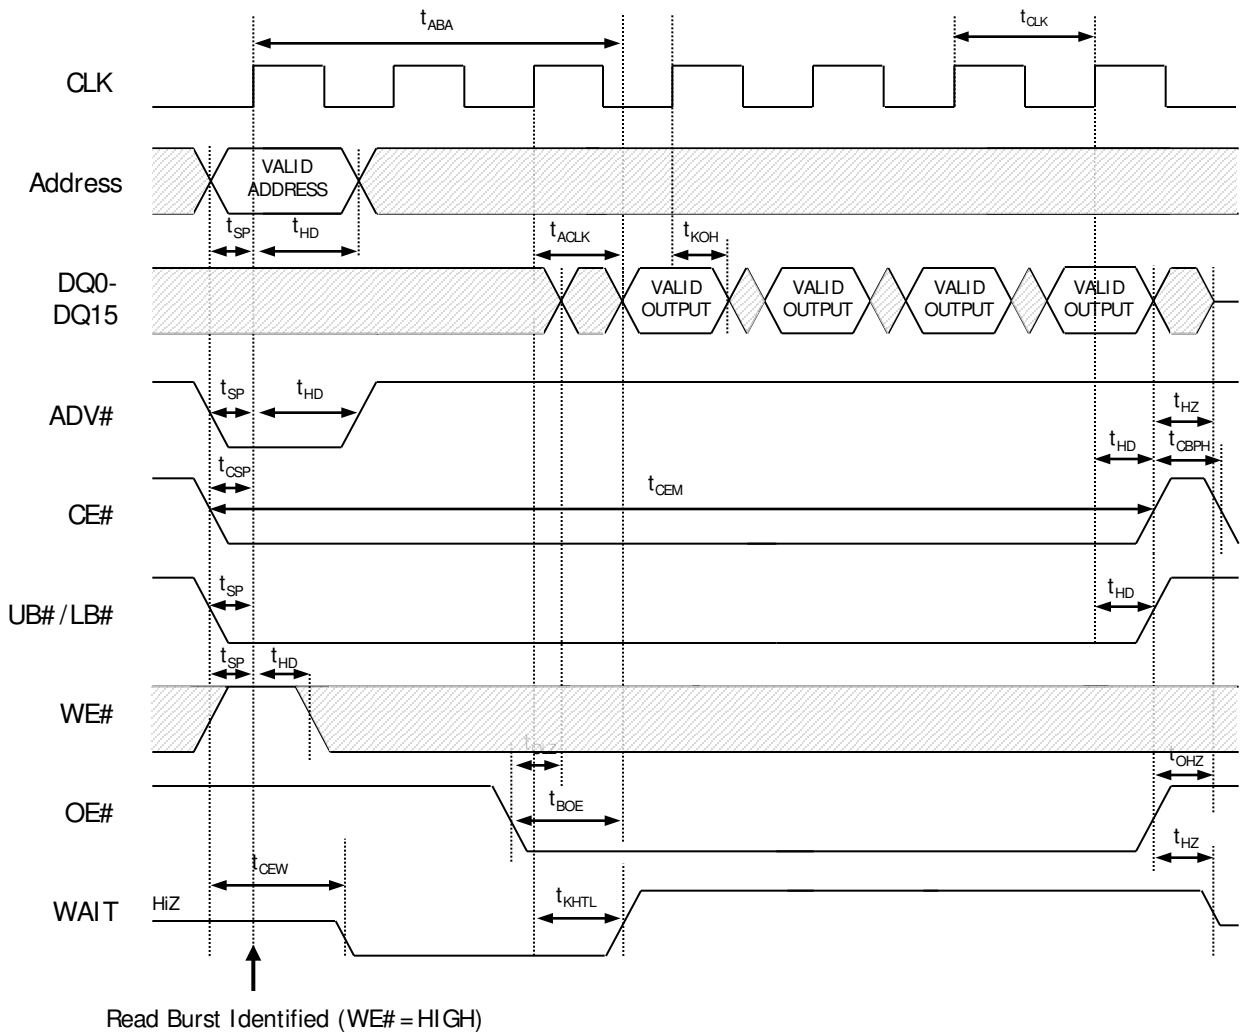 tABA
tCLK
CLK
VALID
ADDRESS
Address
tSP
tHD
tACLK
tKOH
DQ0-
DQ15
VALID
OUTPUT
VALID
OUTPUT
VALID
OUTPUT
VALID
OUTPUT
tSP
tHD
ADV#
tHZ
tHD
tCBPH
tCSP
tCEM
CE#
tSP
tHD
UB# / LB#
tSP
tHD
WE#
tOHZ
tBOE
OE#
tCEW
tHZ
HiZ
tKHTL
WAIT
Read Burst Identified (WE# = HIGH)